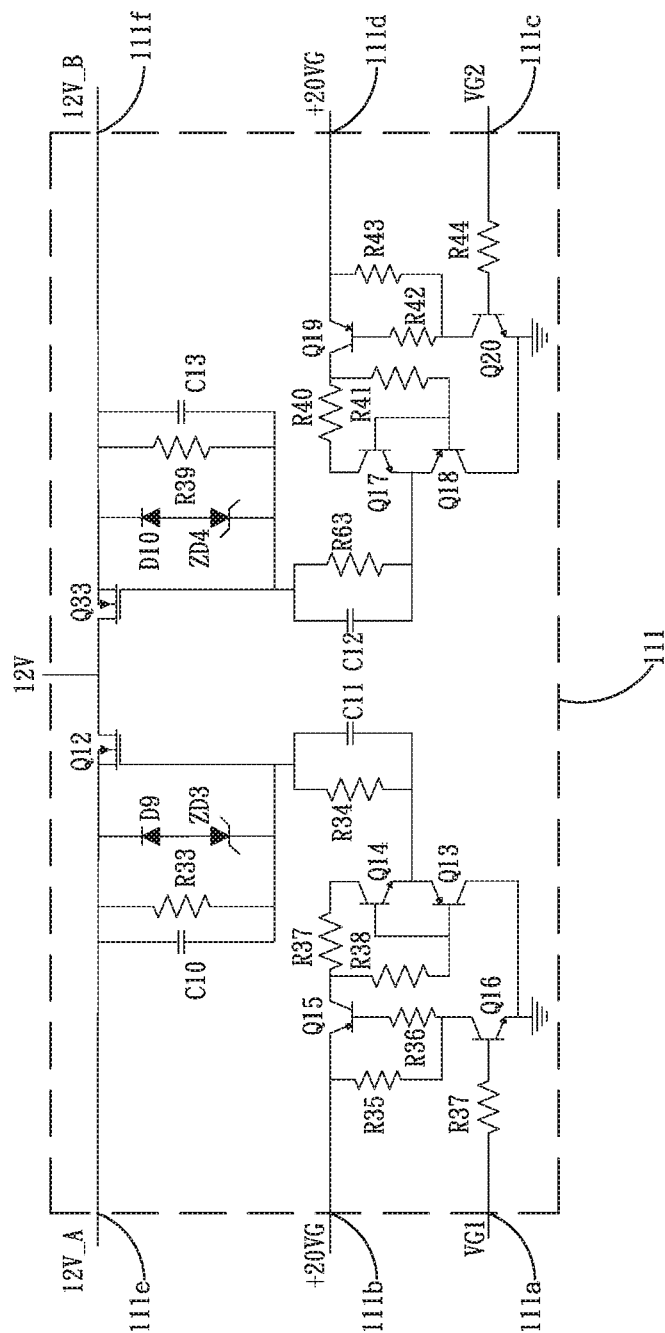 12V_A
12V
12V_B
111e
111f
Q12
Q33
D9
D10
ZD3
ZD4
R33
R39
C10
C13
C11
C12
R34
R63
+20VG
+20VG
111b
111d
Q15
Q19
R37
R40
Q14
Q17
R38
R41
R35
R43
R36
R42
Q13
Q18
Q16
Q20
R37
R44
VG1
VG2
111a
111c
111